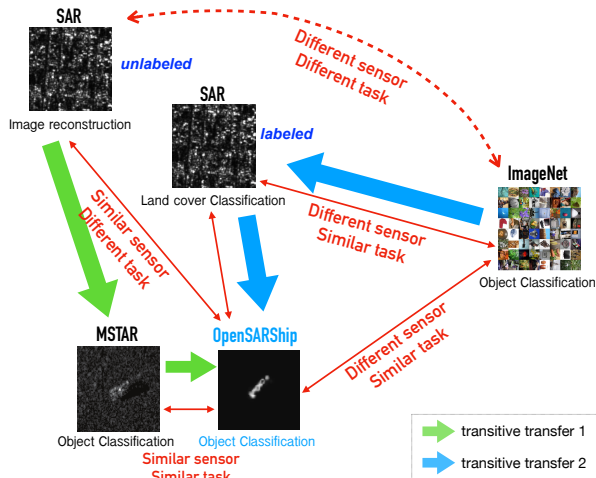 SAR
unlabeled
Image reconstruction
Different sensor
Different task
SAR
labeled
Land cover Classification
ImageNet
Object Classification
Similar sensor
Different task
Different sensor
Similar task
MSTAR
Object Classification
OpenSARShip
Object Classification
Different sensor
Similar task
Similar sensor
Similar task
transitive transfer 1
transitive transfer 2